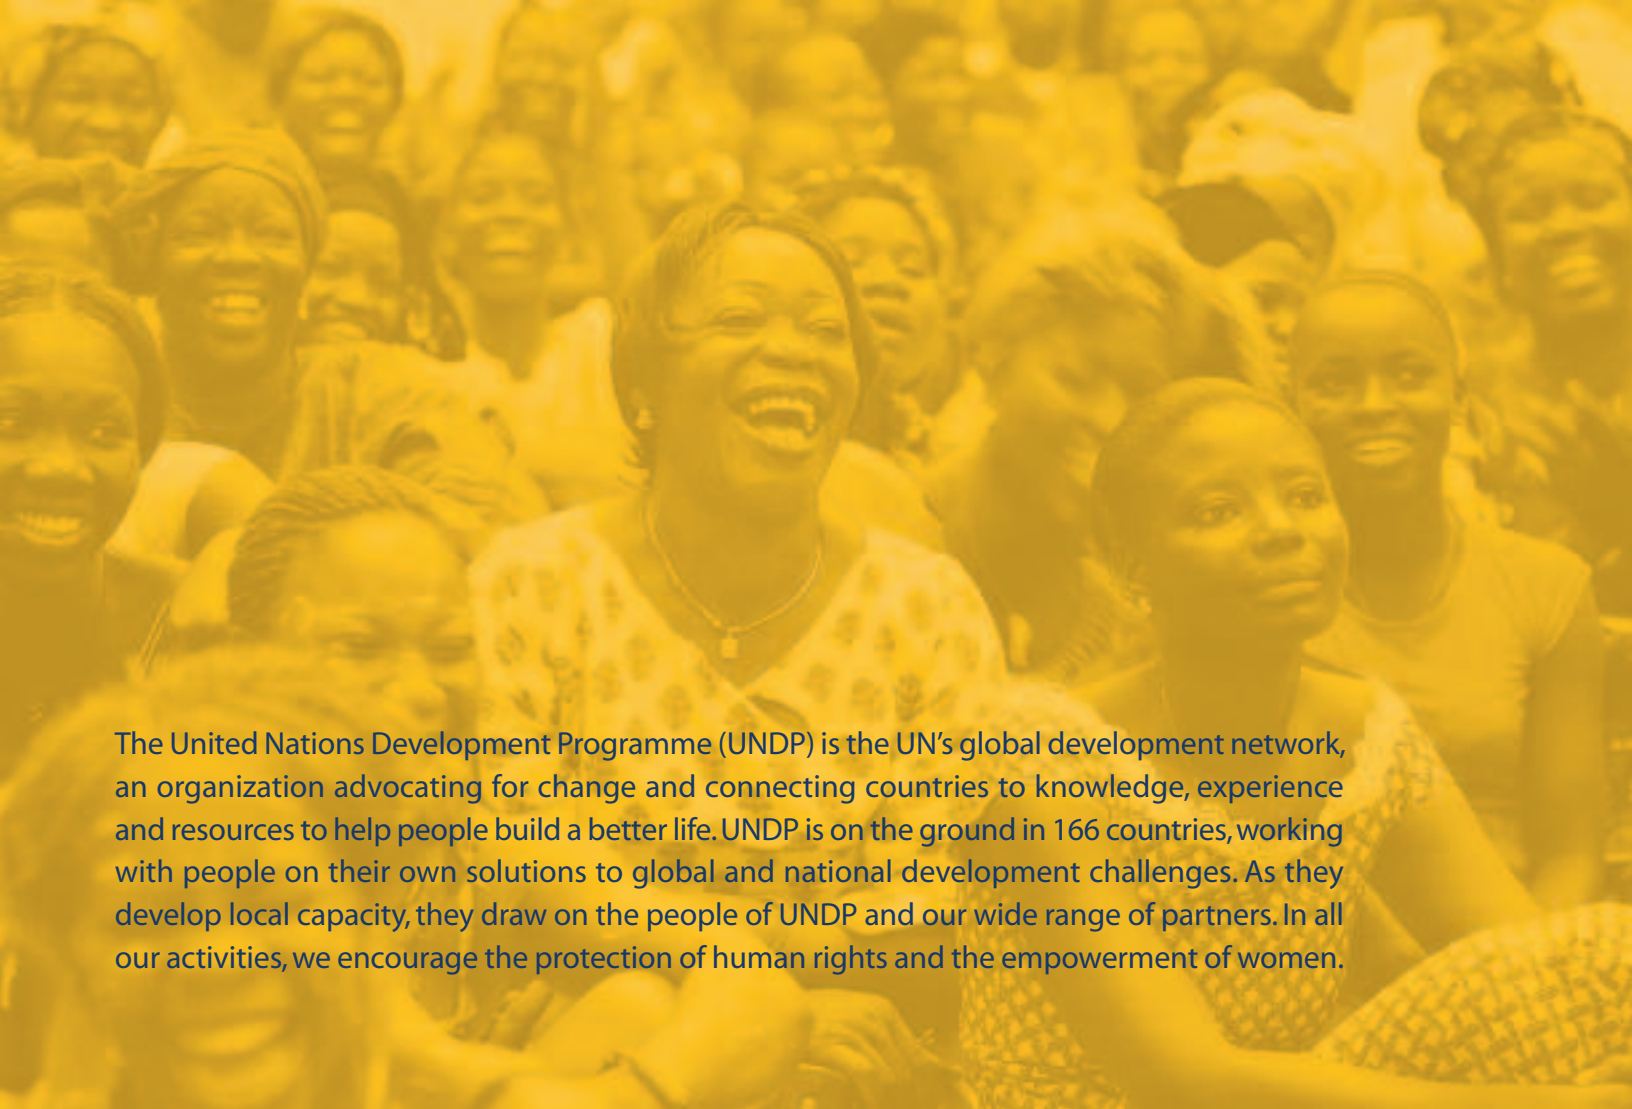 The United Nations Development Programme (UNDP) is the UN’s global development network,
an organization advocating for change and connecting countries to knowledge, experience
and resources to help people build a better life. UNDP is on the ground in 166 countries, working
with people on their own solutions to global and national development challenges. As they
develop local capacity, they draw on the people of UNDP and our wide range of partners. In all
our activities, we encourage the protection of human rights and the empowerment of women.